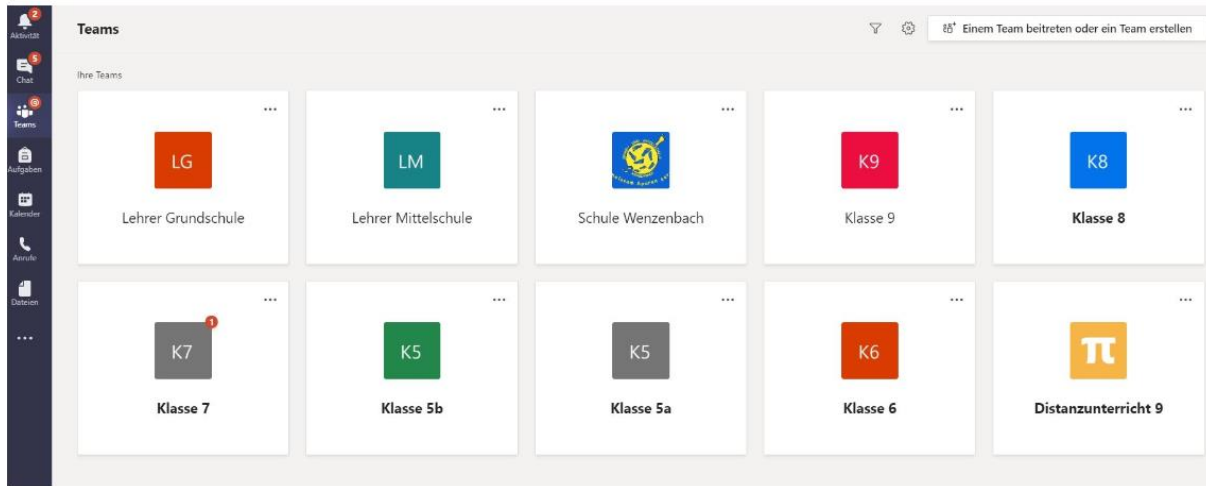 2
Aktivität
Teams
Einem Team beitreten oder ein Team erstellen
5
Chat
Ihre Teams
@
Teams
Aufgaben
Kalender
Anrufe
Dateien
LG
LM
K9
K8
Lehrer Grundschule
Lehrer Mittelschule
Schule Wenzenbach
Klasse 9
Klasse 8
1
K7
K5
K5
K6
π
Klasse 7
Klasse 5b
Klasse 5a
Klasse 6
Distanzunterricht 9